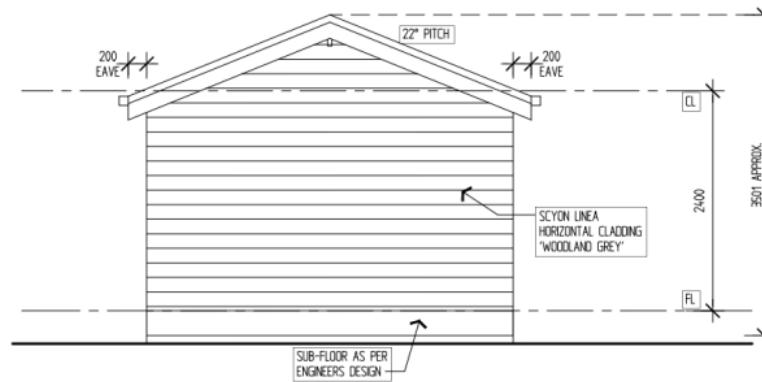 22° PITCH
200
EAVE
200
EAVE
CL
2400
3501 APPROX.
SCYON LINEA
HORIZONTAL CLADDING
'WOODLAND GREY'
FL
SUB-FLOOR AS PER
ENGINEERS DESIGN